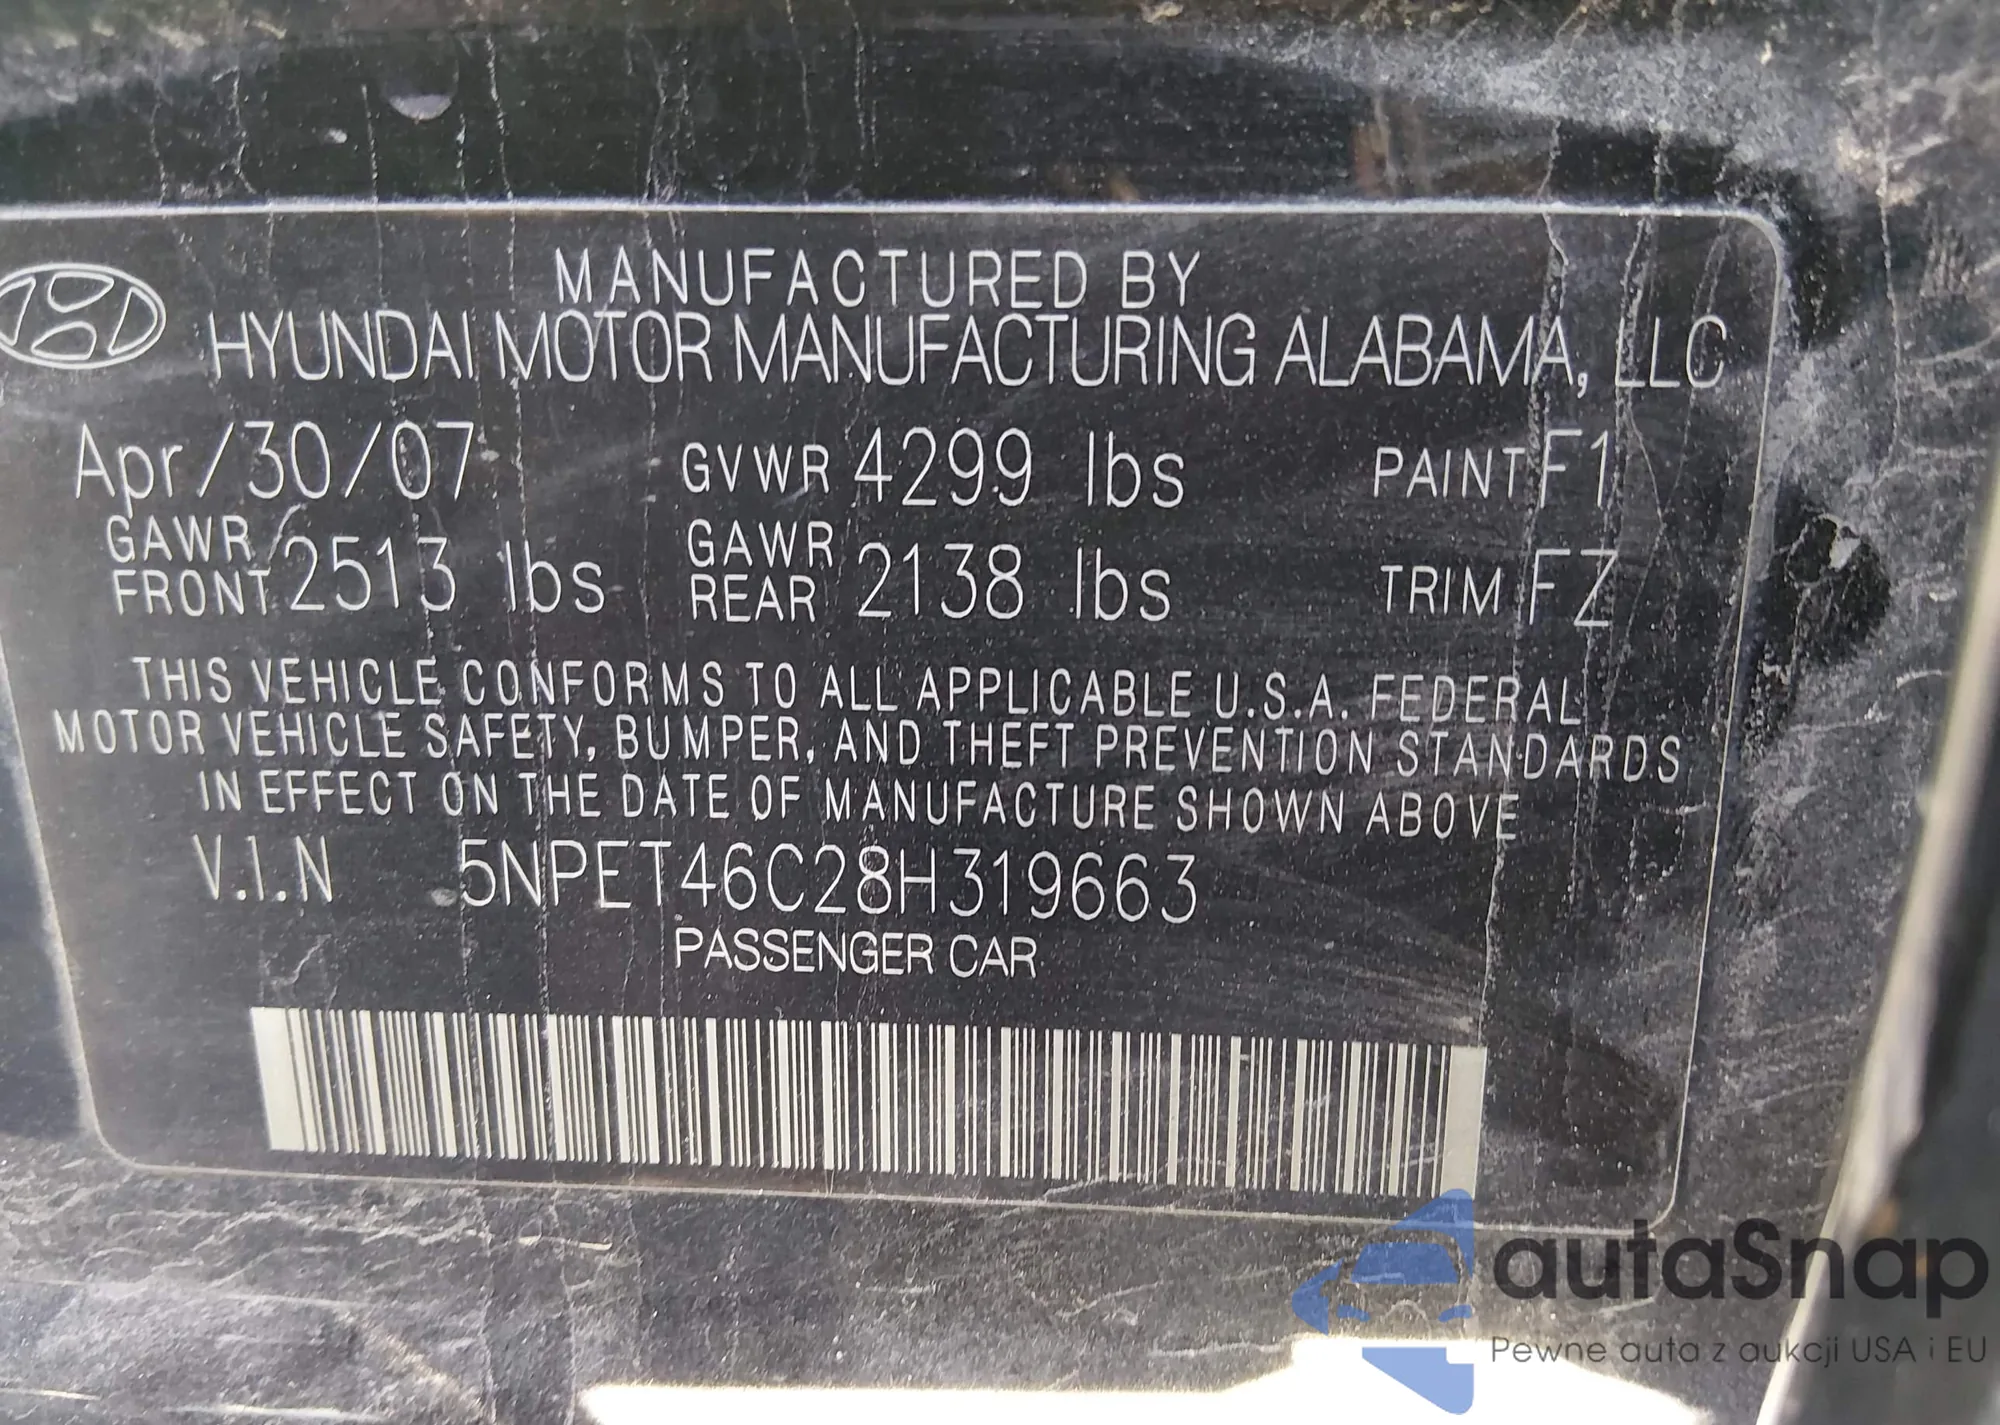 MANUFACTURED BY
HYUNDAI MOTOR MANUFACTURING ALABAMA, LLC
Apr/30/07 GVWR 4299 lbs PAINT F1
GAWR FRONT 2513 lbs GAWR REAR 2138 lbs TRIM FZ
THIS VEHICLE CONFORMS TO ALL APPLICABLE U.S.A. FEDERAL
MOTOR VEHICLE SAFETY, BUMPER, AND THEFT PREVENTION STANDARDS
IN EFFECT ON THE DATE OF MANUFACTURE SHOWN ABOVE
V.I.N 5NPET46C28H319663
PASSENGER CAR
autaSnap
Pewne auta z aukcji USA i EU